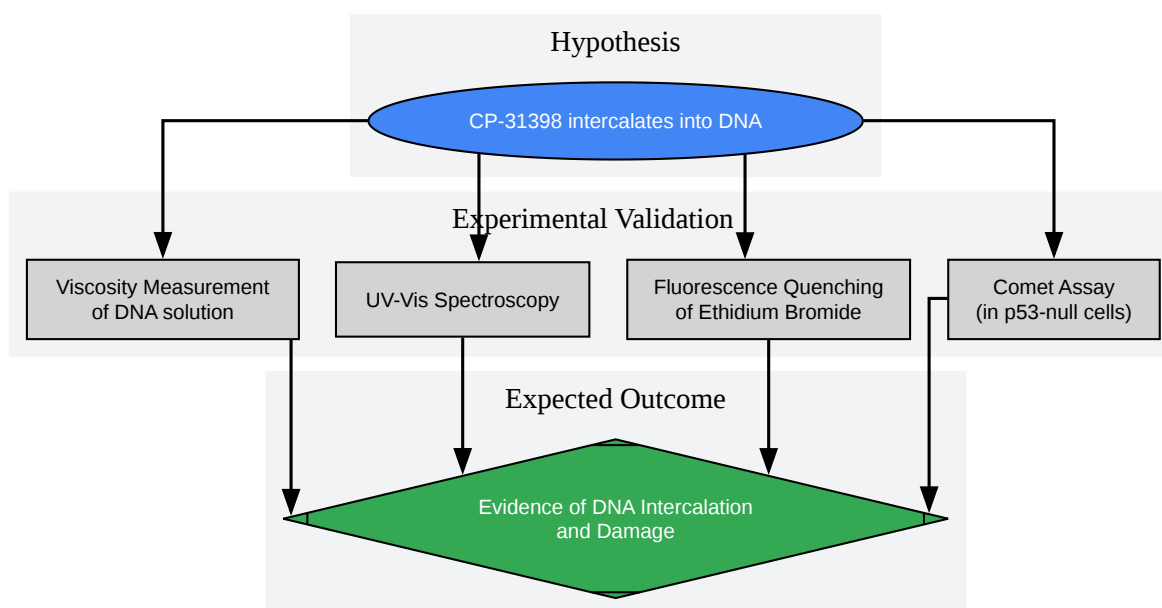 Hypothesis
CP-31398 intercalates into DNA
Experimental Validation
Viscosity Measurement
of DNA solution
UV-Vis Spectroscopy
Fluorescence Quenching
of Ethidium Bromide
Comet Assay
(in p53-null cells)
Expected Outcome
Evidence of DNA Intercalation
and Damage